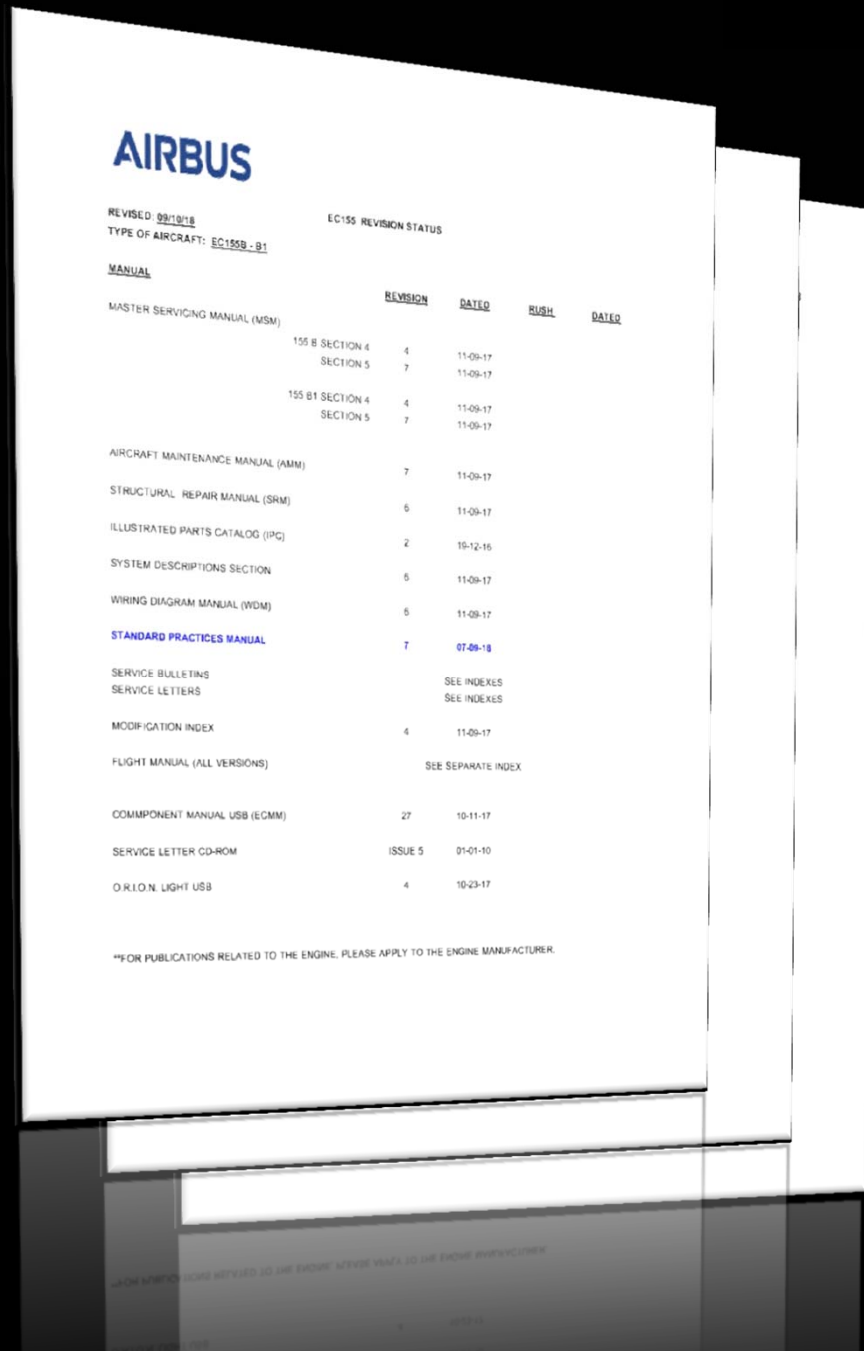 AIRBUS
REVISED: 09/10/18
EC155 REVISION STATUS
TYPE OF AIRCRAFT: EC155B - B1
MANUAL
REVISION DATED RUSH DATED
MASTER SERVICING MANUAL (MSM)
155 B SECTION 4 4 11-09-17
SECTION 5 7 11-09-17
155 B1 SECTION 4 4 11-09-17
SECTION 5 7 11-09-17
AIRCRAFT MAINTENANCE MANUAL (AMM) 7 11-09-17
STRUCTURAL REPAIR MANUAL (SRM) 6 11-09-17
ILLUSTRATED PARTS CATALOG (IPC) 2 19-12-16
SYSTEM DESCRIPTIONS SECTION 6 11-09-17
WIRING DIAGRAM MANUAL (WDM) 6 11-09-17
STANDARD PRACTICES MANUAL 7 07-09-18
SERVICE BULLETINS SEE INDEXES
SERVICE LETTERS SEE INDEXES
MODIFICATION INDEX 4 11-09-17
FLIGHT MANUAL (ALL VERSIONS) SEE SEPARATE INDEX
COMMPONENT MANUAL USB (ECMM) 27 10-11-17
SERVICE LETTER CD-ROM ISSUE 5 01-01-10
O.R.I.O.N. LIGHT USB 4 10-23-17
**FOR PUBLICATIONS RELATED TO THE ENGINE, PLEASE APPLY TO THE ENGINE MANUFACTURER.